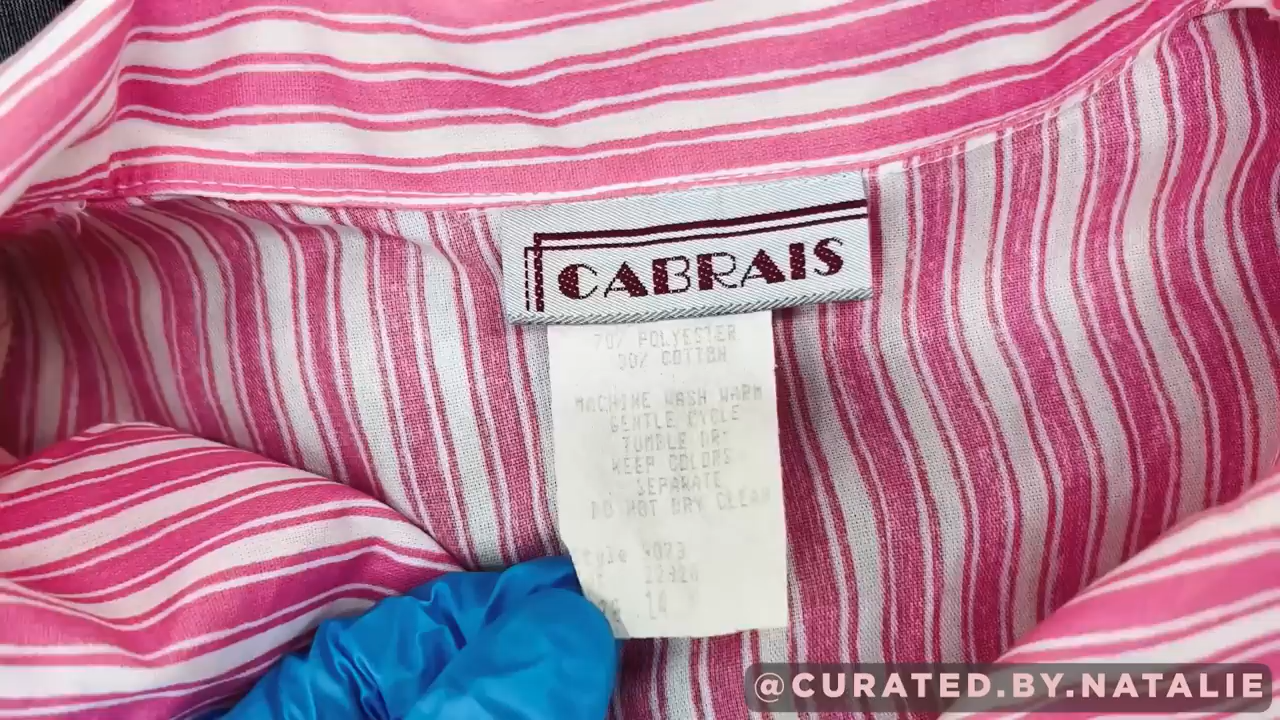 CABRAIS
70% POLYESTER
30% COTTON
MACHINE WASH WARM
GENTLE CYCLE
TUMBLE DRY
KEEP COLORS
SEPARATE
DO NOT DRY CLEAN
14
@CURATED.BY.NATALIE